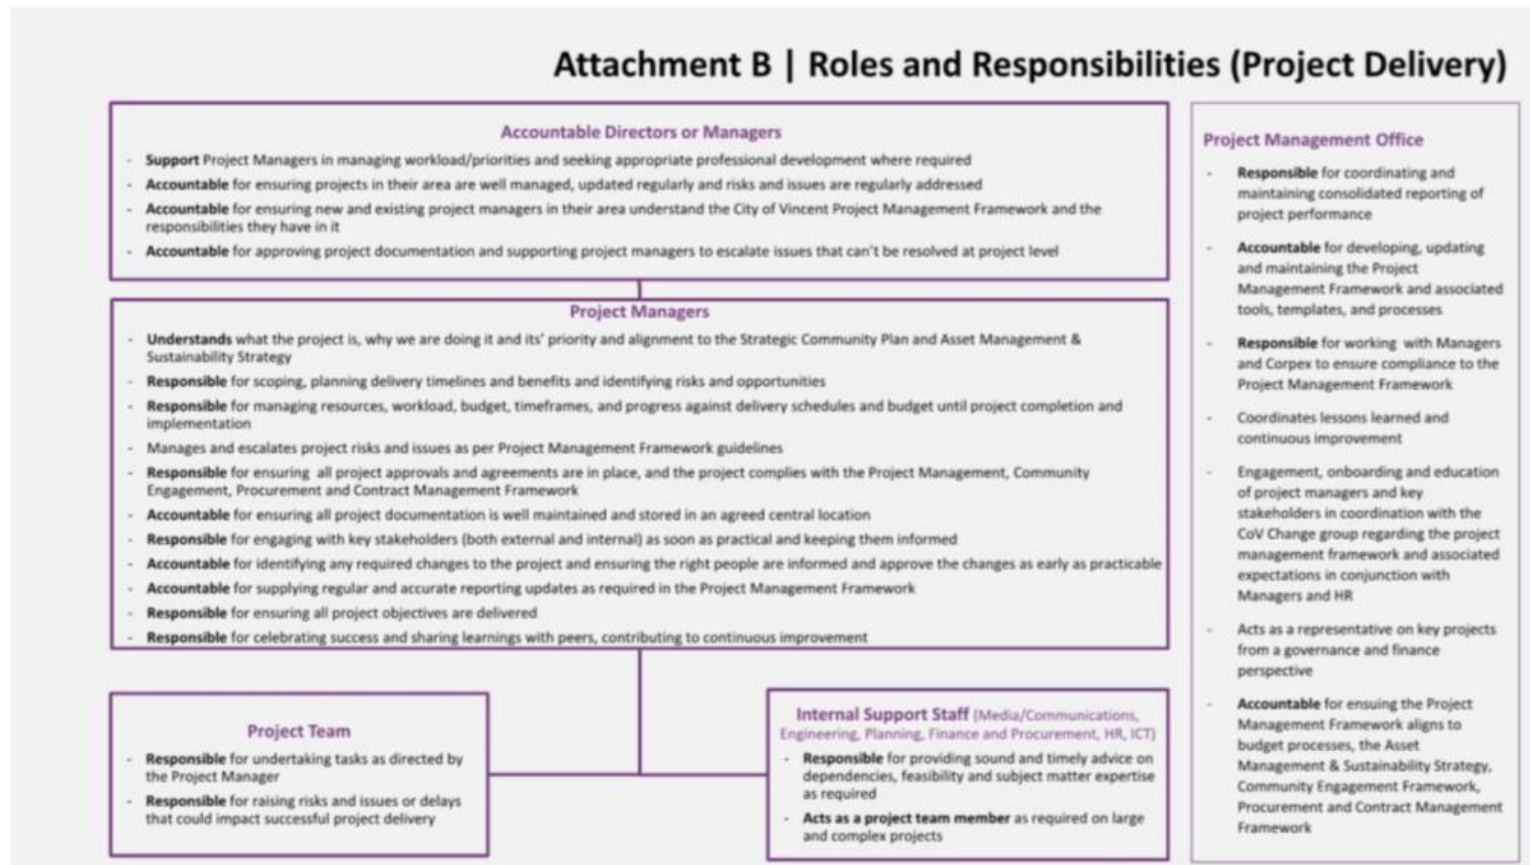 Attachment B | Roles and Responsibilities (Project Delivery)
Accountable Directors or Managers
- Support Project Managers in managing workload/priorities and seeking appropriate professional development where required
- Accountable for ensuring projects in their area are well managed, updated regularly and risks and issues are regularly addressed
- Accountable for ensuring new and existing project managers in their area understand the City of Vincent Project Management Framework and the
responsibilities they have in it
- Accountable for approving project documentation and supporting project managers to escalate issues that can't be resolved at project level
Project Managers
- Understands what the project is, why we are doing it and its' priority and alignment to the Strategic Community Plan and Asset Management &
Sustainability Strategy
- Responsible for scoping, planning delivery timelines and benefits and identifying risks and opportunities
- Responsible for managing resources, workload, budget, timeframes, and progress against delivery schedules and budget until project completion and
implementation
- Manages and escalates project risks and issues as per Project Management Framework guidelines
- Responsible for ensuring all project approvals and agreements are in place, and the project complies with the Project Management, Community
Engagement, Procurement and Contract Management Framework
- Accountable for ensuring all project documentation is well maintained and stored in an agreed central location
- Responsible for engaging with key stakeholders (both external and internal) as soon as practical and keeping them informed
- Accountable for identifying any required changes to the project and ensuring the right people are informed and approve the changes as early as practicable
- Accountable for supplying regular and accurate reporting updates as required in the Project Management Framework
- Responsible for ensuring all project objectives are delivered
- Responsible for celebrating success and sharing learnings with peers, contributing to continuous improvement
Project Team
- Responsible for undertaking tasks as directed by
the Project Manager
- Responsible for raising risks and issues or delays
that could impact successful project delivery
Internal Support Staff (Media/Communications,
Engineering, Planning, Finance and Procurement, HR, ICT)
- Responsible for providing sound and timely advice on
dependencies, feasibility and subject matter expertise
as required
- Acts as a project team member as required on large
and complex projects
Project Management Office
- Responsible for coordinating and
maintaining consolidated reporting of
project performance
- Accountable for developing, updating
and maintaining the Project
Management Framework and associated
tools, templates, and processes
- Responsible for working with Managers
and Corpex to ensure compliance to the
Project Management Framework
- Coordinates lessons learned and
continuous improvement
- Engagement, onboarding and education
of project managers and key
stakeholders in coordination with the
CoV Change group regarding the project
management framework and associated
expectations in conjunction with
Managers and HR
- Acts as a representative on key projects
from a governance and finance
perspective
- Accountable for ensuing the Project
Management Framework aligns to
budget processes, the Asset
Management & Sustainability Strategy,
Community Engagement Framework,
Procurement and Contract Management
Framework